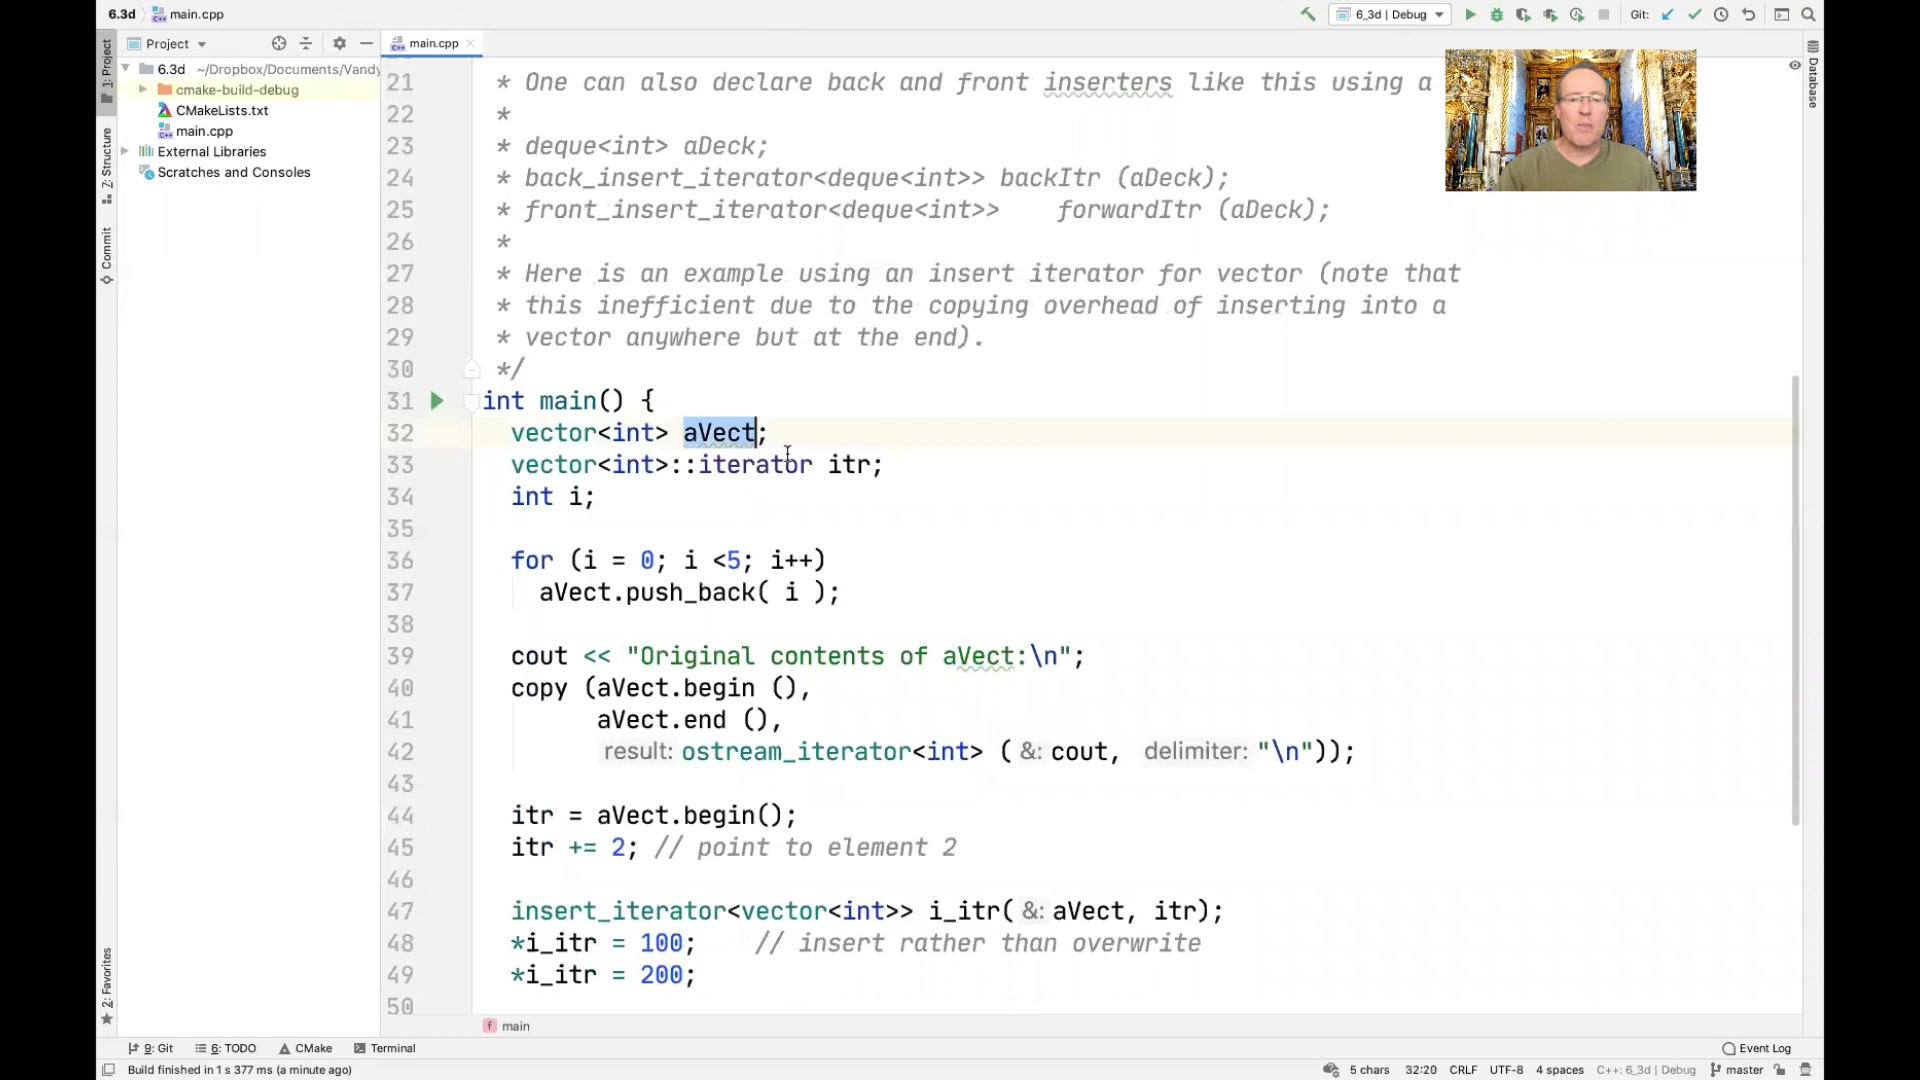 6.3d
main.cpp
6_3d | Debug
Git:
Project
main.cpp
1: Project
Z: Structure
Commit
2: Favorites
Database
6.3d ~/Dropbox/Documents/Vandy
cmake-build-debug
CMakeLists.txt
main.cpp
External Libraries
Scratches and Consoles
21 * One can also declare back and front inserters like this using a
22 *
23 * deque<int> aDeck;
24 * back_insert_iterator<deque<int>> backItr (aDeck);
25 * front_insert_iterator<deque<int>> forwardItr (aDeck);
26 *
27 * Here is an example using an insert iterator for vector (note that
28 * this inefficient due to the copying overhead of inserting into a
29 * vector anywhere but at the end).
30 */
31 int main() {
32 vector<int> aVect;
33 vector<int>::iterator itr;
34 int i;
35
36 for (i = 0; i <5; i++)
37 aVect.push_back( i );
38
39 cout << "Original contents of aVect:\n";
40 copy (aVect.begin (),
41 aVect.end (),
42 result: ostream_iterator<int> ( &: cout, delimiter: "\n"));
43
44 itr = aVect.begin();
45 itr += 2; // point to element 2
46
47 insert_iterator<vector<int>> i_itr( &: aVect, itr);
48 *i_itr = 100; // insert rather than overwrite
49 *i_itr = 200;
50
f main
9: Git
6: TODO
CMake
Terminal
Event Log
Build finished in 1 s 377 ms (a minute ago)
5 chars 32:20 CRLF UTF-8 4 spaces C++: 6_3d | Debug master